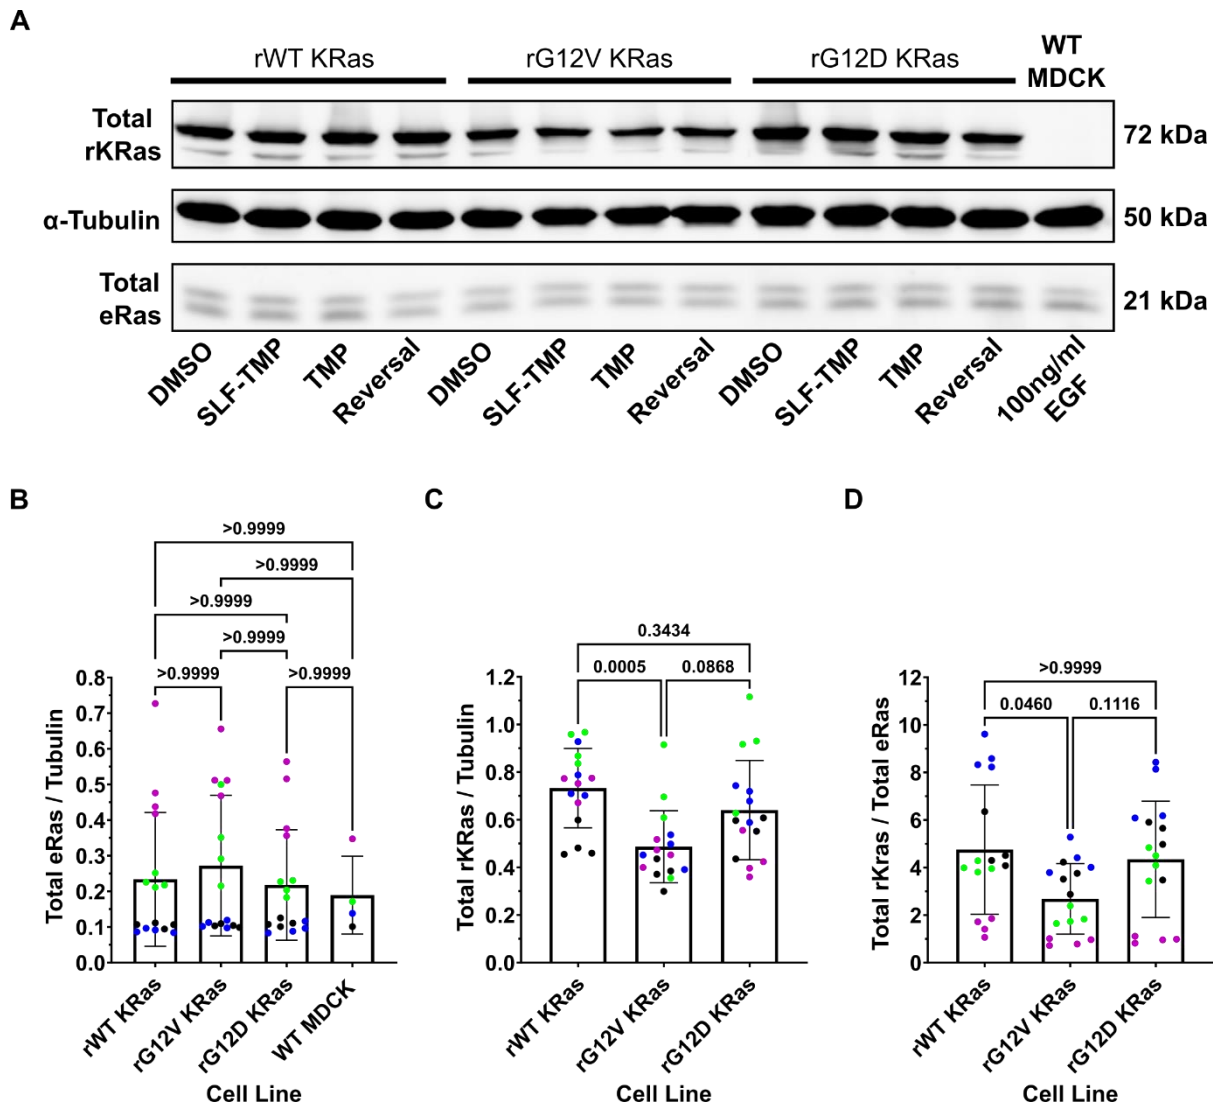 A
rWT KRas rG12V KRas rG12D KRas WT
MDCK
Total
rKRas
72 kDa
α-Tubulin
50 kDa
Total
eRas
21 kDa
DMSO SLF-TMP TMP Reversal DMSO SLF-TMP TMP Reversal DMSO SLF-TMP TMP Reversal 100ng/ml
EGF
B
>0.9999
>0.9999
>0.9999
>0.9999
>0.9999 >0.9999
Total eRas / Tubulin
0.8
0.7
0.6
0.5
0.4
0.3
0.2
0.1
0.0
rWT KRas rG12V KRas rG12D KRas WT MDCK
Cell Line
C
0.3434
0.0005 0.0868
Total rKRas / Tubulin
1.2
1.0
0.8
0.6
0.4
0.2
0.0
rWT KRas rG12V KRas rG12D KRas
Cell Line
D
>0.9999
0.0460 0.1116
Total rKras / Total eRas
12
10
8
6
4
2
0
rWT KRas rG12V KRas rG12D KRas
Cell Line